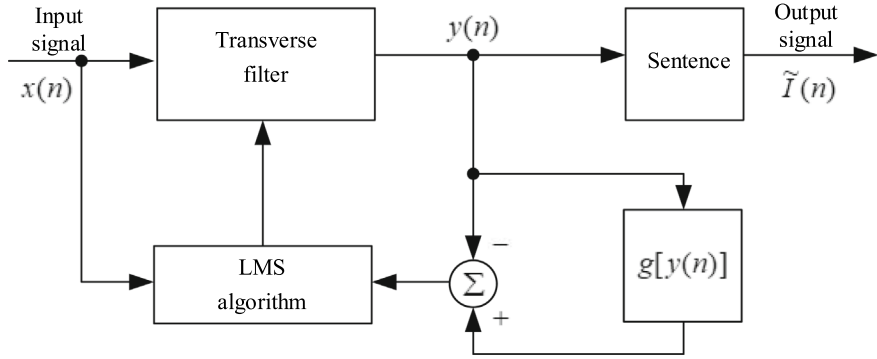 Input
signal
x(n)
Transverse
filter
y(n)
Sentence
Output
signal
Ĩ(n)
LMS
algorithm
−
Σ
+
g[y(n)]